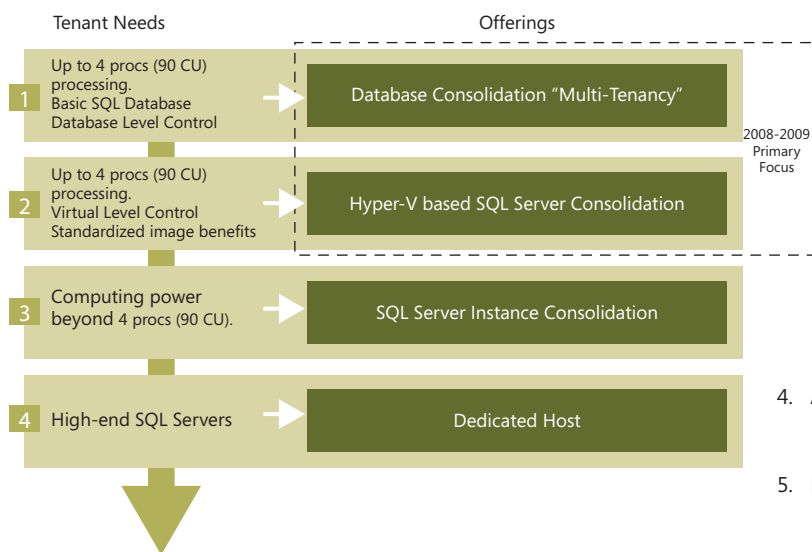 Tenant Needs
Offerings
1
Up to 4 procs (90 CU)
processing.
Basic SQL Database
Database Level Control
Database Consolidation “Multi-Tenancy”
2008-2009
Primary
Focus
2
Up to 4 procs (90 CU)
processing.
Virtual Level Control
Standardized image benefits
Hyper-V based SQL Server Consolidation
3
Computing power
beyond 4 procs (90 CU).
SQL Server Instance Consolidation
4
High-end SQL Servers
Dedicated Host
4.
5.